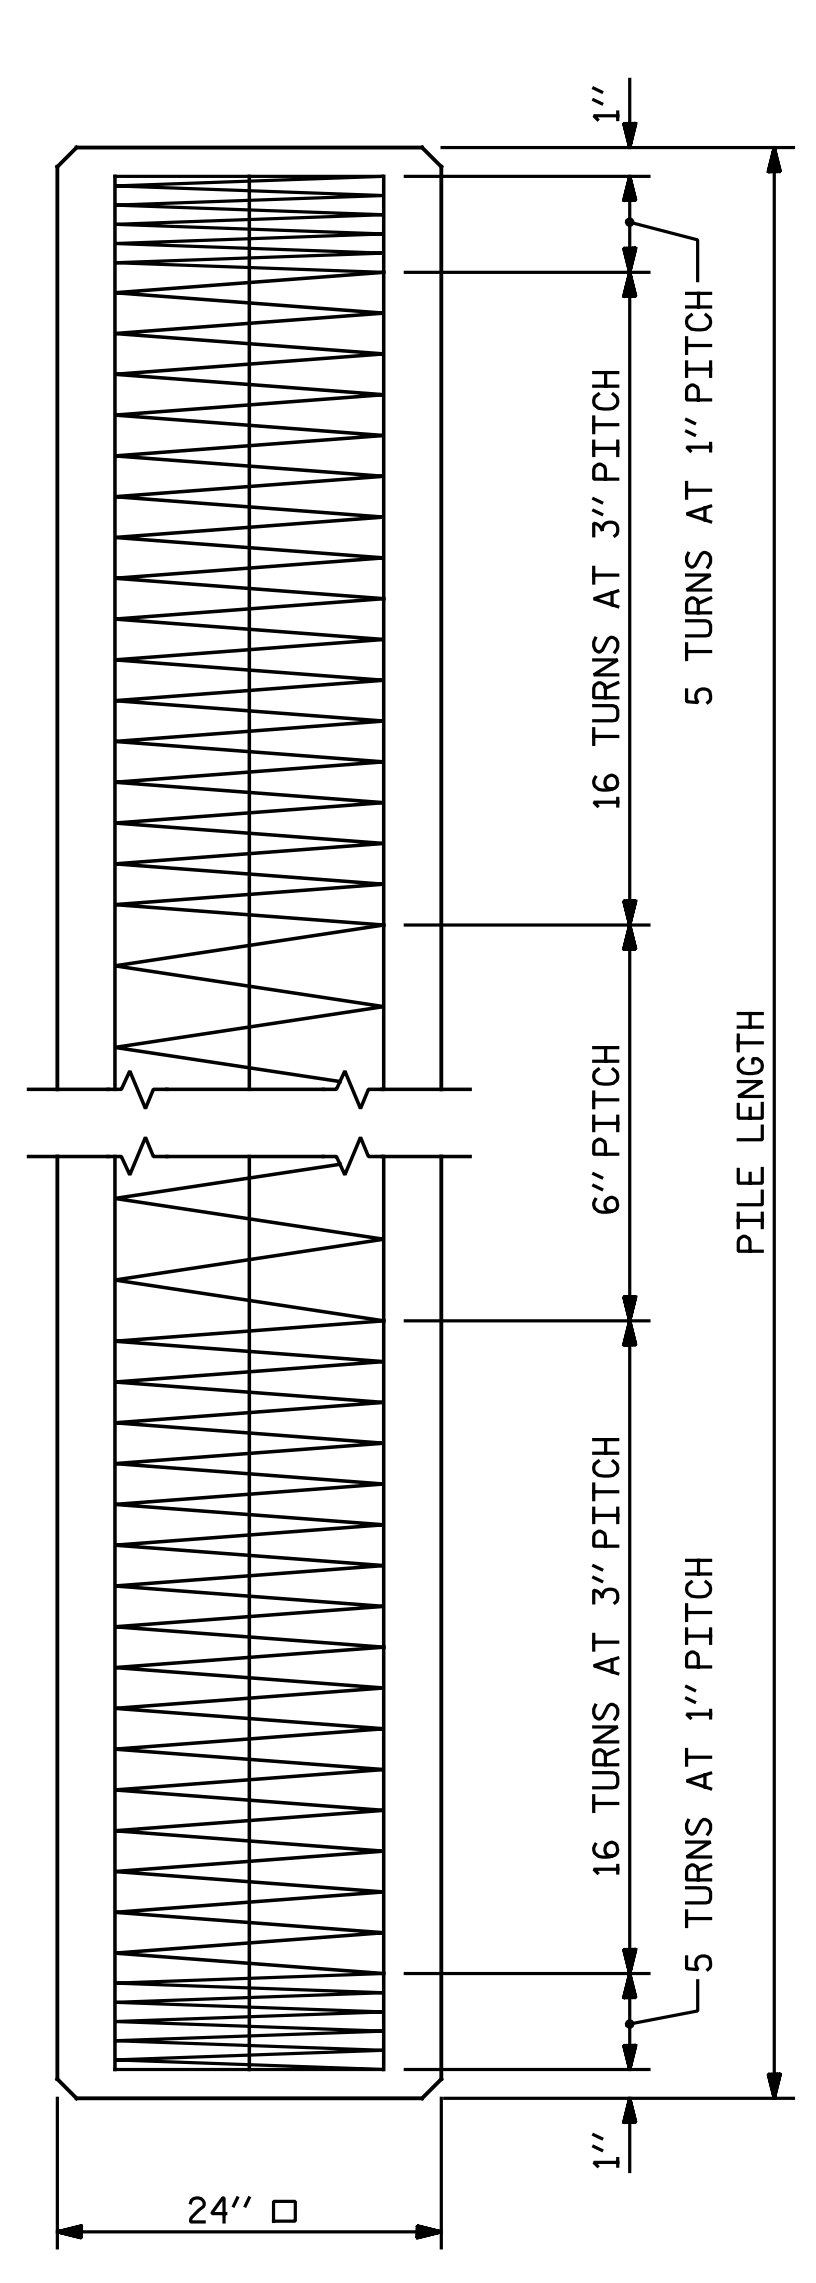 1"
5 TURNS AT 1" PITCH
16 TURNS AT 3" PITCH
6" PITCH
PILE LENGTH
16 TURNS AT 3" PITCH
5 TURNS AT 1" PITCH
1"
24" □